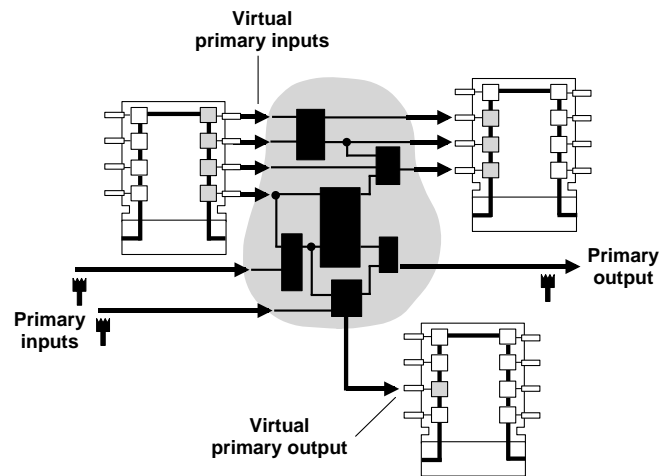 Virtual
primary inputs
Primary
output
Primary
inputs
Virtual
primary output